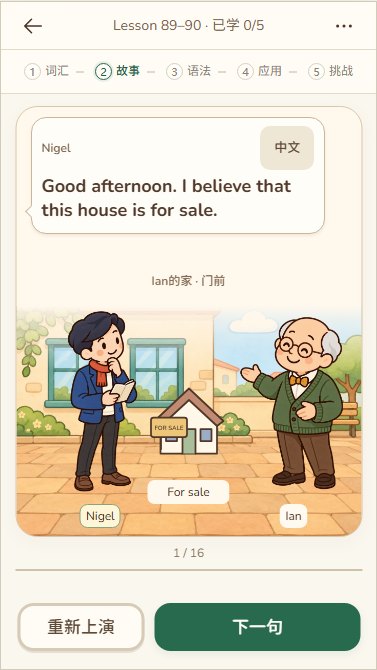 Lesson 89–90 · 已学 0/5
1 词汇 2 故事 3 语法 4 应用 5 挑战
Nigel
中文
Good afternoon. I believe that
this house is for sale.
Ian的家 · 门前
FOR SALE
For sale
Nigel
Ian
1 / 16
重新上演
下一句